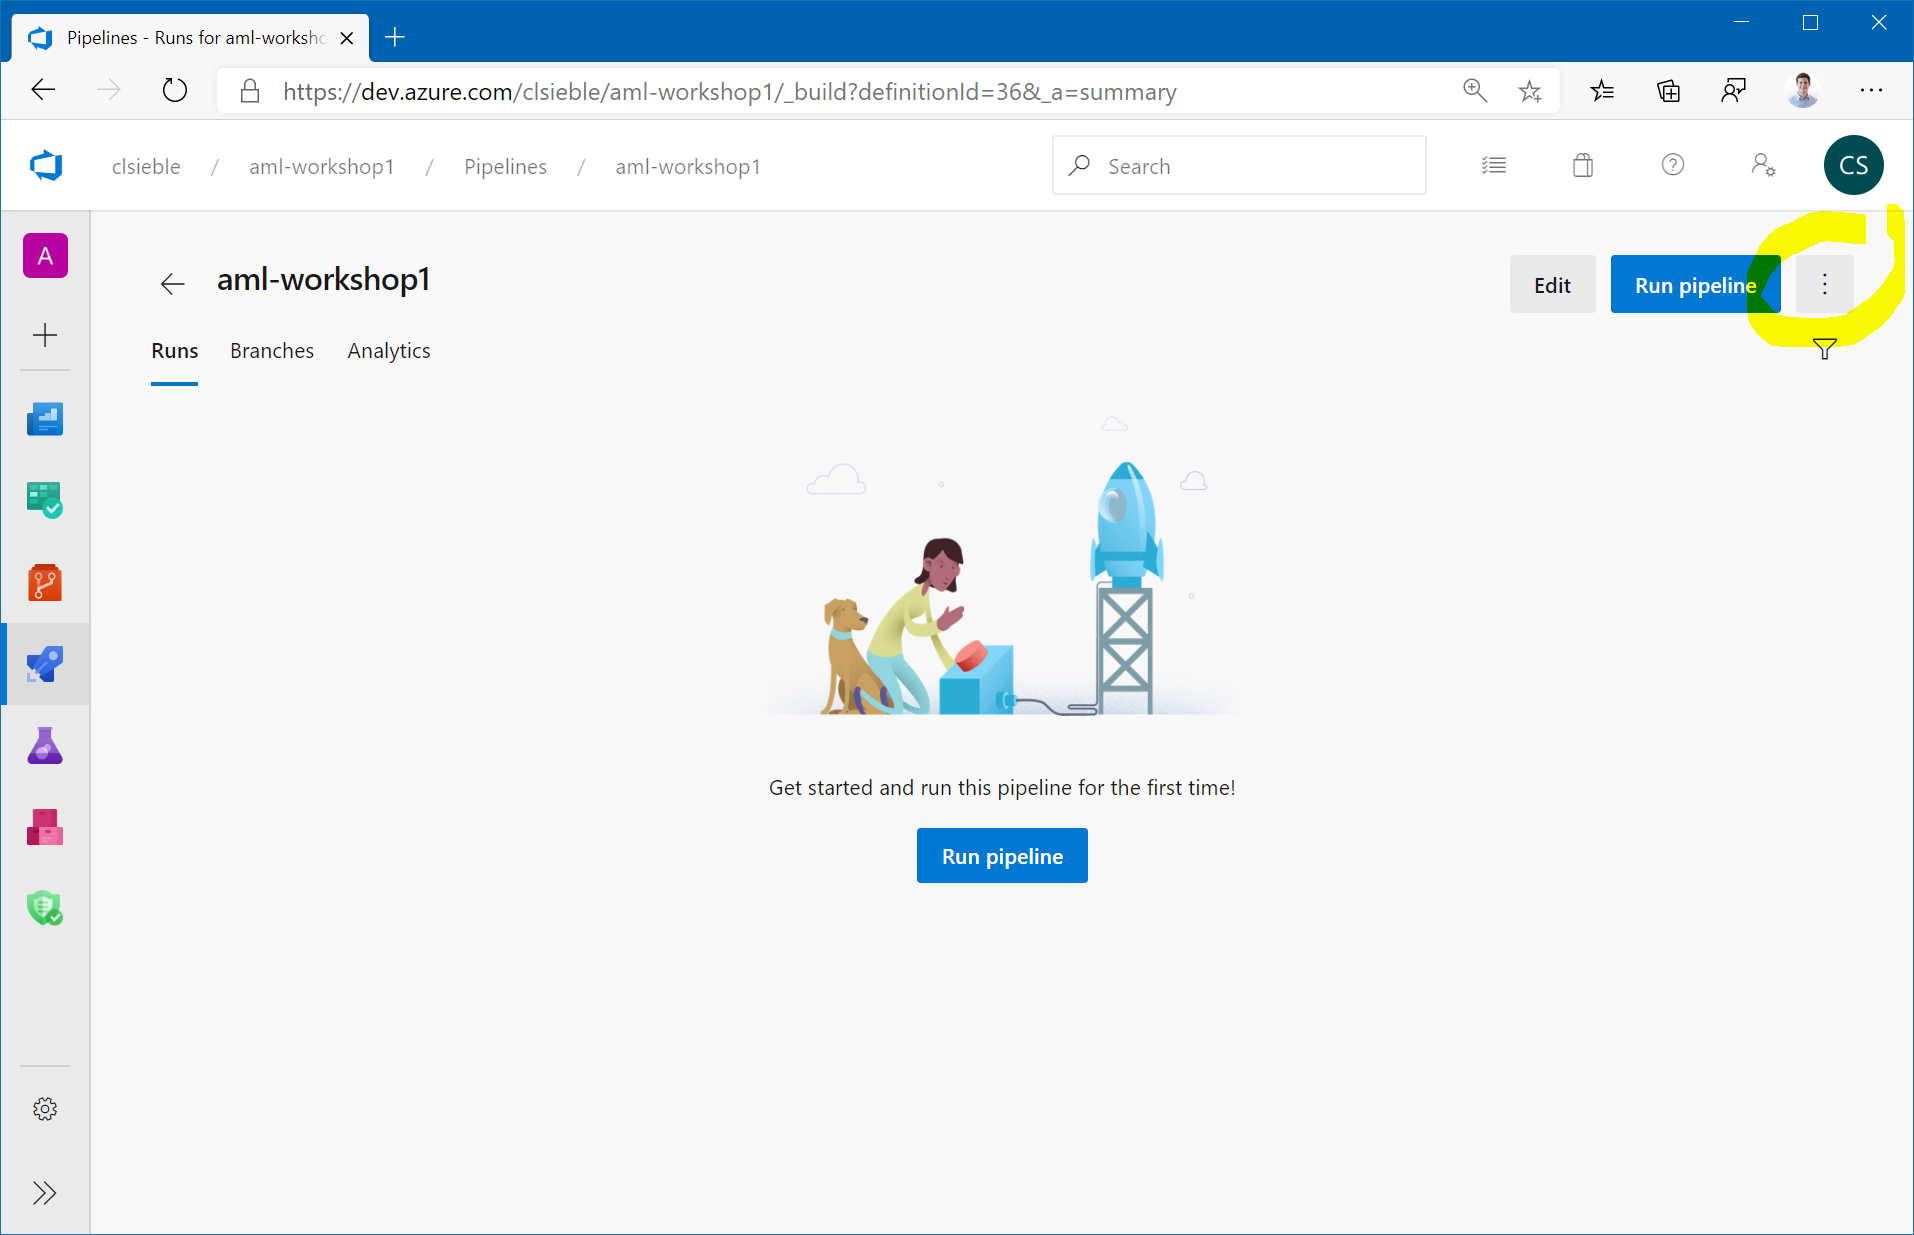 Pipelines - Runs for aml-worksho
https://dev.azure.com/clsieble/aml-workshop1/_build?definitionId=36&_a=summary
clsieble / aml-workshop1 / Pipelines / aml-workshop1
Search
CS
A
aml-workshop1
Edit
Run pipeline
Runs
Branches
Analytics
Get started and run this pipeline for the first time!
Run pipeline